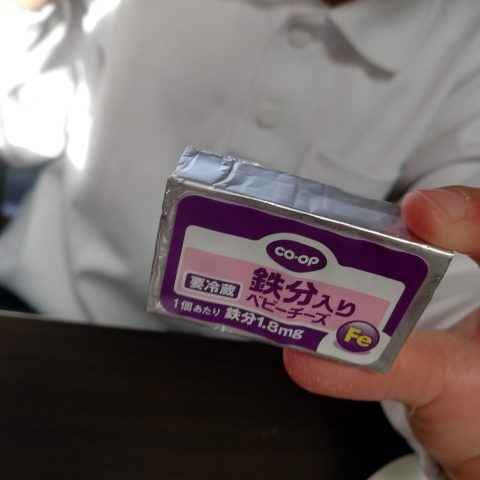 CO·OP
鉄分入り
ベビーチーズ
要冷蔵
1個あたり 鉄分1.8mg
Fe